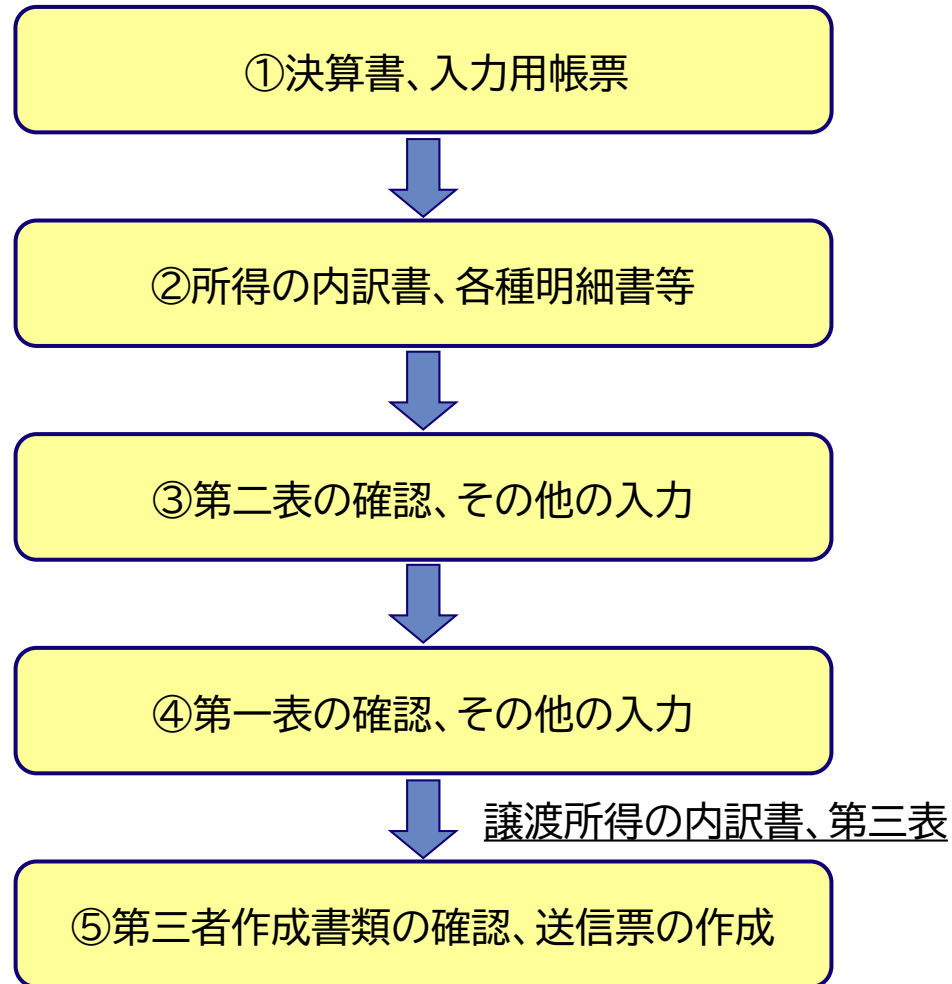 ①決算書、入力用帳票
②所得の内訳書、各種明細書等
③第二表の確認、その他の入力
④第一表の確認、その他の入力
譲渡所得の内訳書、第三表
⑤第三者作成書類の確認、送信票の作成